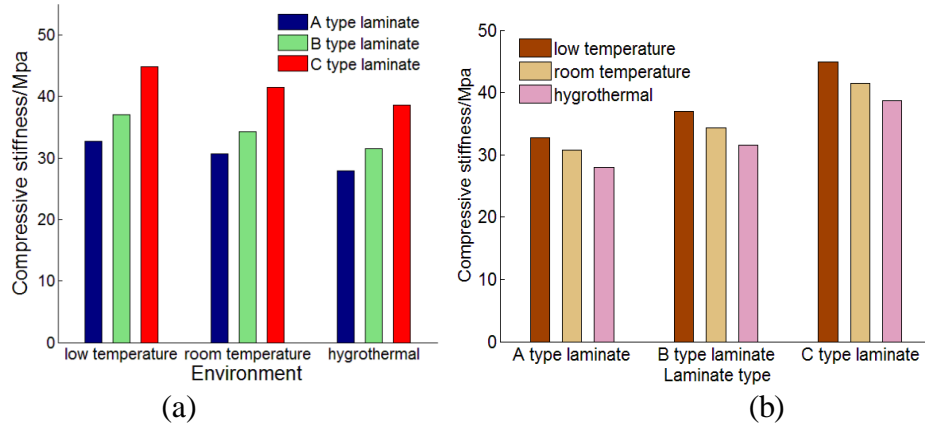 A type laminate
B type laminate
C type laminate
Compressive stiffness/Mpa
50
40
30
20
10
0
low temperature room temperature hygrothermal
Environment
(a)
low temperature
room temperature
hygrothermal
Compressive stiffness/Mpa
50
40
30
20
10
0
A type laminate B type laminate C type laminate
Laminate type
(b)